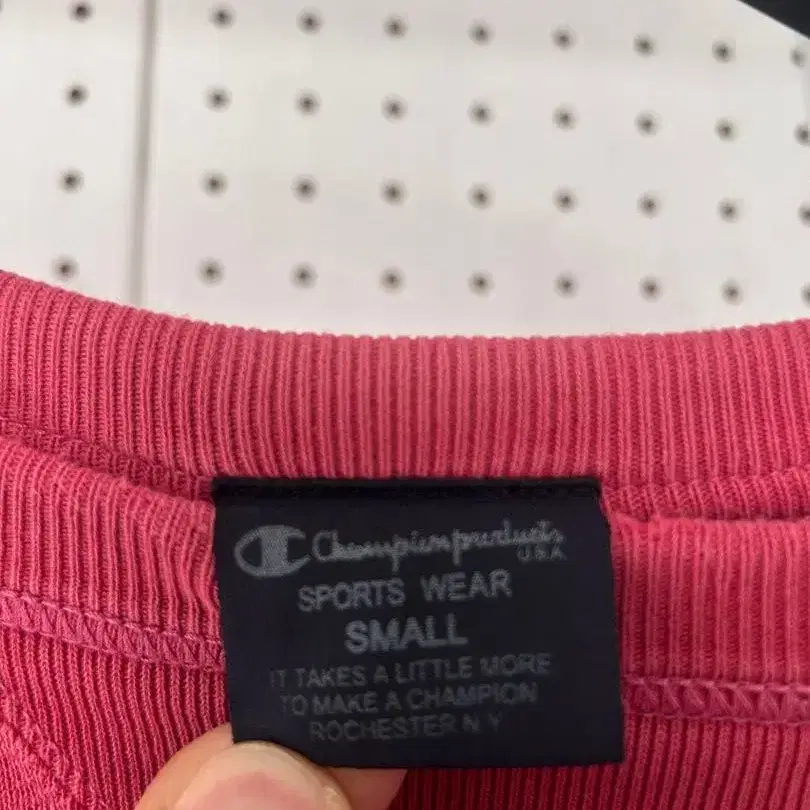 Champion products
U.S.A
SPORTS WEAR
SMALL
IT TAKES A LITTLE MORE
TO MAKE A CHAMPION
ROCHESTER N Y